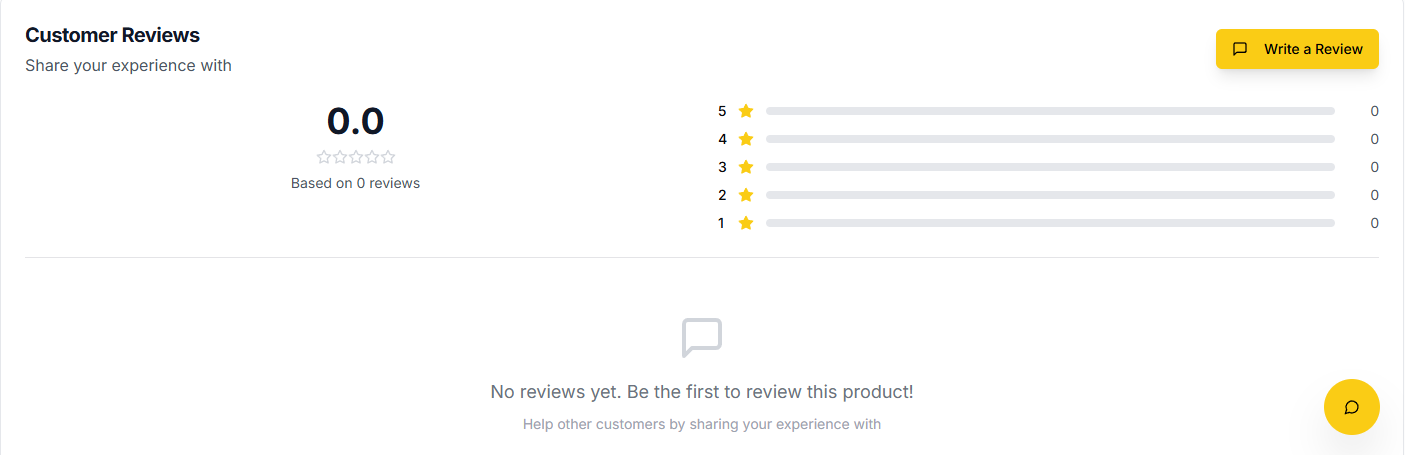 Customer Reviews
Share your experience with
Write a Review
0.0
Based on 0 reviews
5 0
4 0
3 0
2 0
1 0
No reviews yet. Be the first to review this product!
Help other customers by sharing your experience with